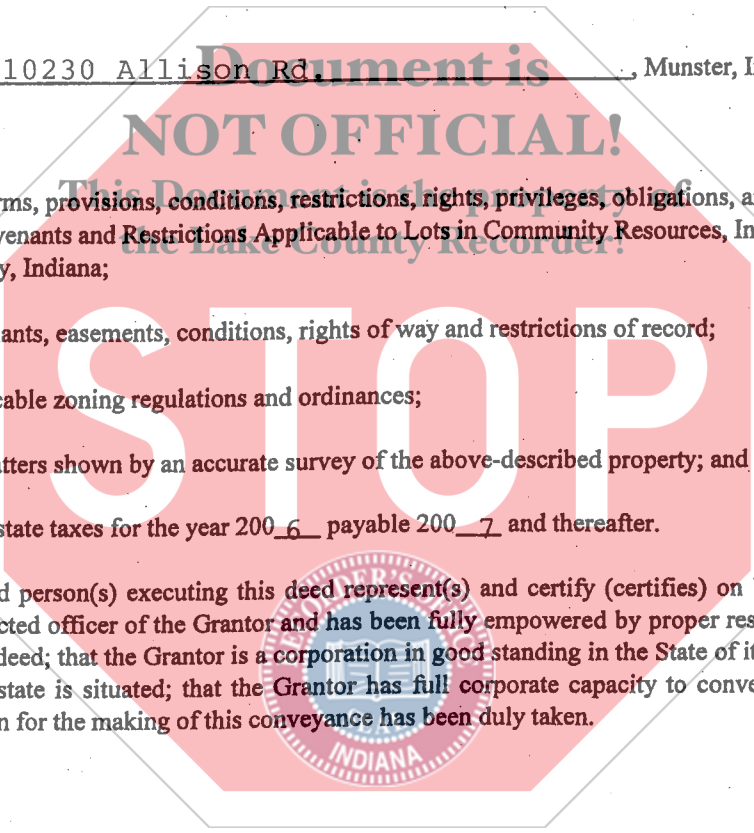 10230 Allison Rd. , Munster, I
Document is
NOT OFFICIAL!
This Document is the property of
the Lake County Recorder!
rms, provisions, conditions, restrictions, rights, privileges, obligations, a
venants and Restrictions Applicable to Lots in Community Resources, In
y, Indiana;
ants, easements, conditions, rights of way and restrictions of record;
cable zoning regulations and ordinances;
tters shown by an accurate survey of the above-described property; and
state taxes for the year 2006 payable 2007 and thereafter.
STOP
d person(s) executing this deed represent(s) and certify (certifies) on
cted officer of the Grantor and has been fully empowered by proper res
deed; that the Grantor is a corporation in good standing in the State of i
state is situated; that the Grantor has full corporate capacity to conve
n for the making of this conveyance has been duly taken.
SEAL
INDIANA